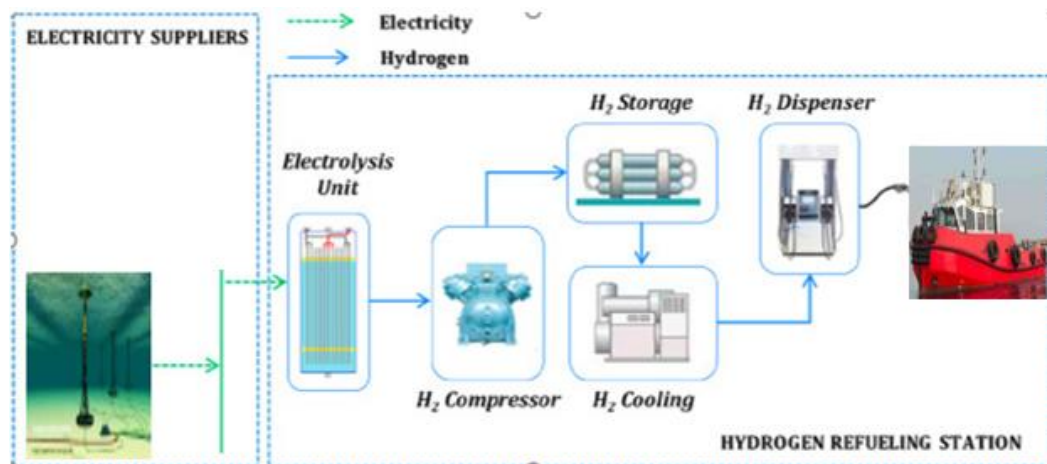 ELECTRICITY SUPPLIERS
Electricity
Hydrogen
H₂ Storage
H₂ Dispenser
Electrolysis
Unit
H₂ Compressor
H₂ Cooling
HYDROGEN REFUELING STATION